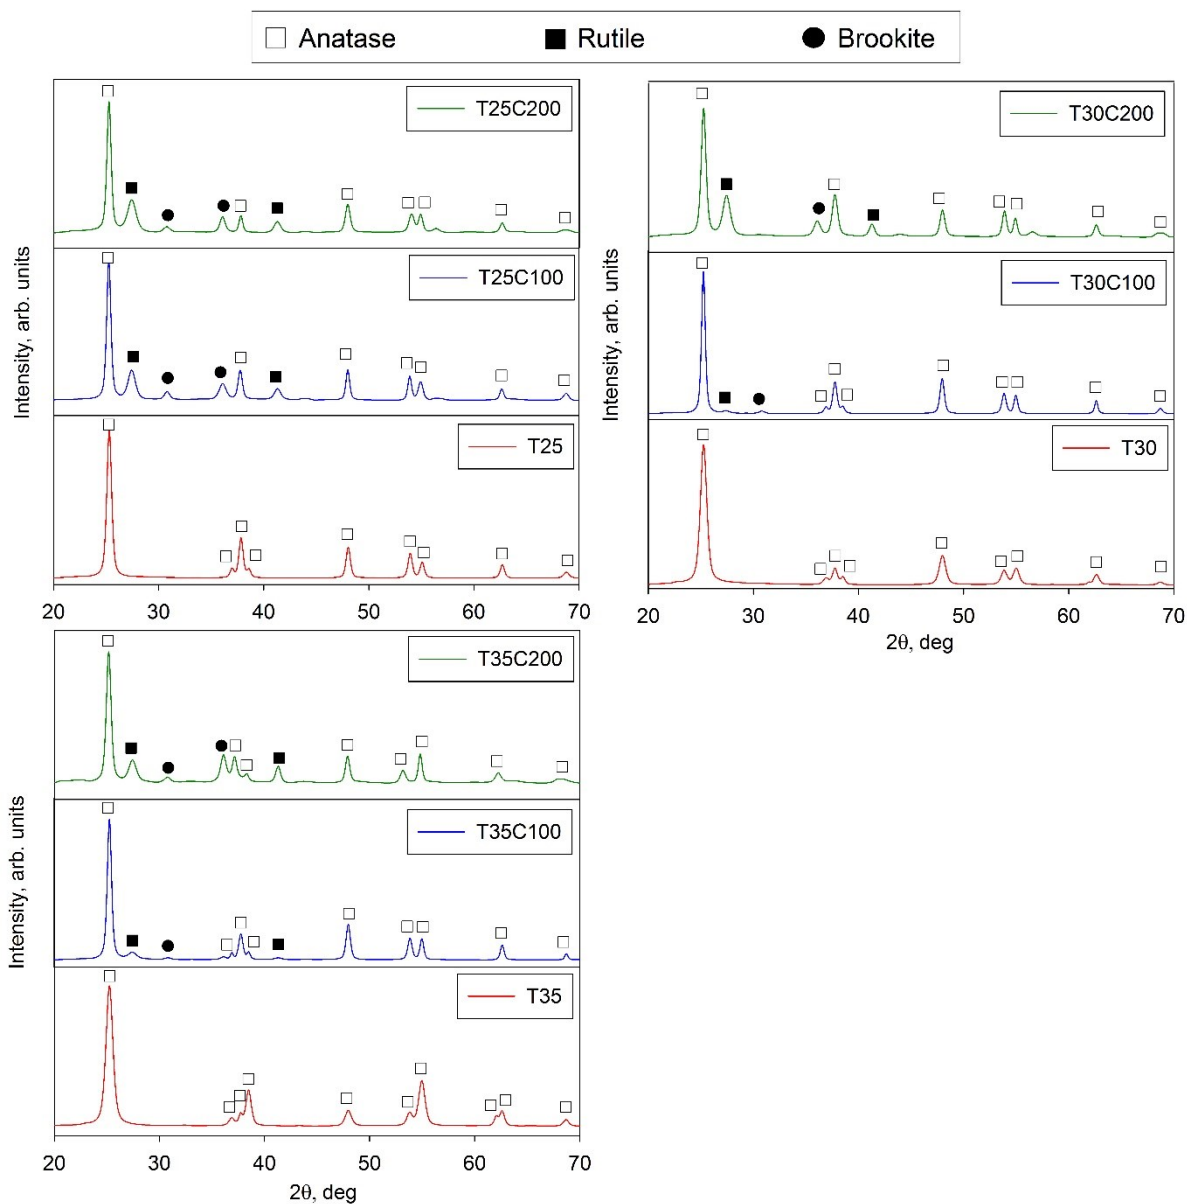 Anatase Rutile Brookite
T25C200
T25C100
T25
Intensity, arb. units
20 30 40 50 60 70
T30C200
T30C100
T30
Intensity, arb. units
20 30 40 50 60 70
2θ, deg
T35C200
T35C100
T35
Intensity, arb. units
20 30 40 50 60 70
2θ, deg